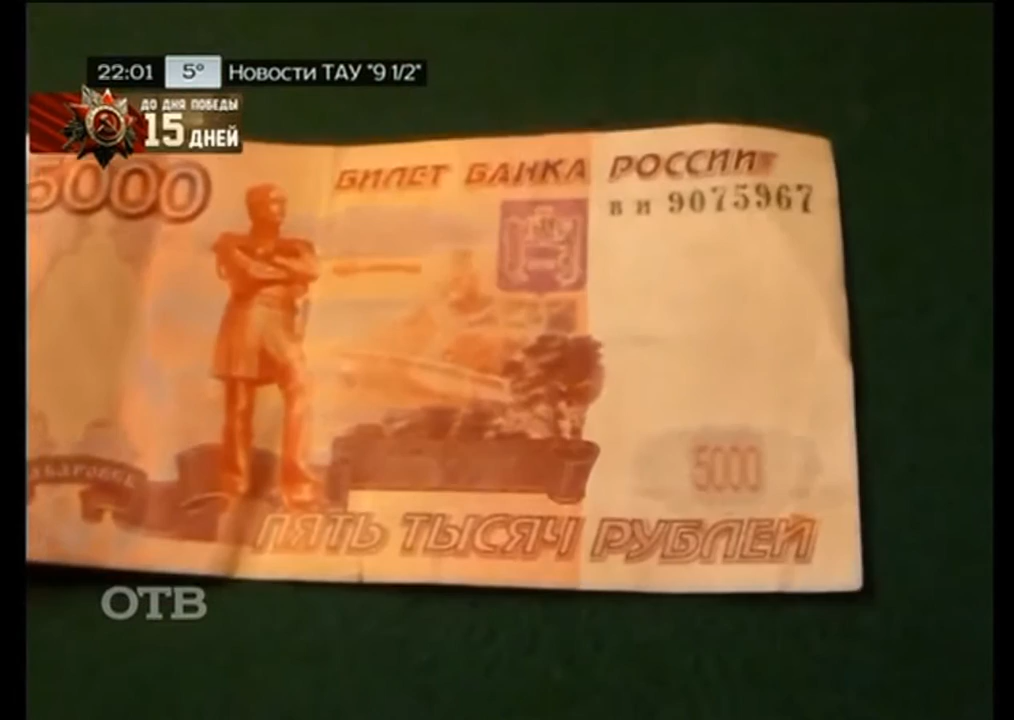 22:01 5° Новости ТАУ "9 1/2"
ДО ДНЯ ПОБЕДЫ
15 ДНЕЙ
5000
БИЛЕТ БАНКА РОССИИ
ви 9075967
5000
ПЯТЬ ТЫСЯЧ РУБЛЕЙ
ОТВ